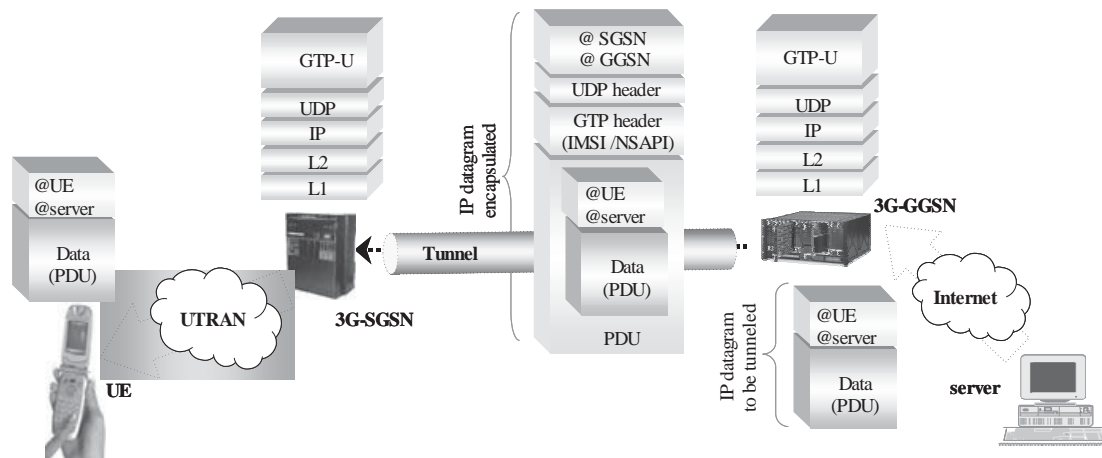 GTP-U
UDP
IP
L2
L1
@UE
@server
Data
(PDU)
UTRAN
UE
3G-SGSN
Tunnel
IP datagram
encapsulated
@ SGSN
@ GGSN
UDP header
GTP header
(IMSI /NSAPI)
@UE
@server
Data
(PDU)
PDU
GTP-U
UDP
IP
L2
L1
3G-GGSN
IP datagram
to be tunneled
@UE
@server
Data
(PDU)
Internet
server